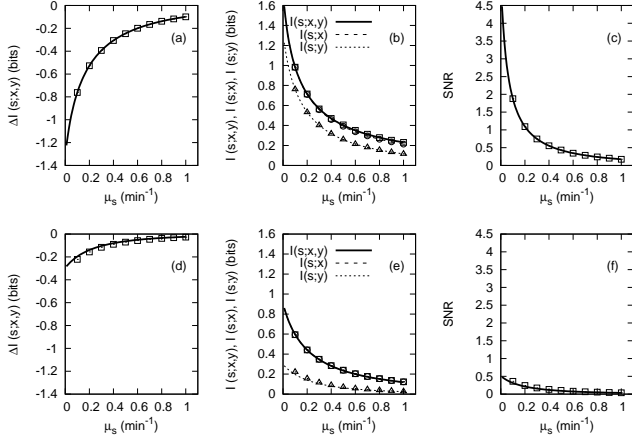 0
-0.2
-0.4
-0.6
-0.8
-1
-1.2
-1.4
0 0.2 0.4 0.6 0.8 1
ΔI (s;x,y) (bits)
μs (min-1)
(a)
1.6
1.4
1.2
1
0.8
0.6
0.4
0.2
0
0 0.2 0.4 0.6 0.8 1
I (s;x,y), I (s;x), I (s;y) (bits)
μs (min-1)
I(s;x,y)
I(s;x)
I(s;y)
(b)
4.5
4
3.5
3
2.5
2
1.5
1
0.5
0
0 0.2 0.4 0.6 0.8 1
SNR
μs (min-1)
(c)
0
-0.2
-0.4
-0.6
-0.8
-1
-1.2
-1.4
0 0.2 0.4 0.6 0.8 1
ΔI (s;x,y) (bits)
μs (min-1)
(d)
1.6
1.4
1.2
1
0.8
0.6
0.4
0.2
0
0 0.2 0.4 0.6 0.8 1
I (s;x,y), I (s;x), I (s;y) (bits)
μs (min-1)
I(s;x,y)
I(s;x)
I(s;y)
(e)
4.5
4
3.5
3
2.5
2
1.5
1
0.5
0
0 0.2 0.4 0.6 0.8 1
SNR
μs (min-1)
(f)